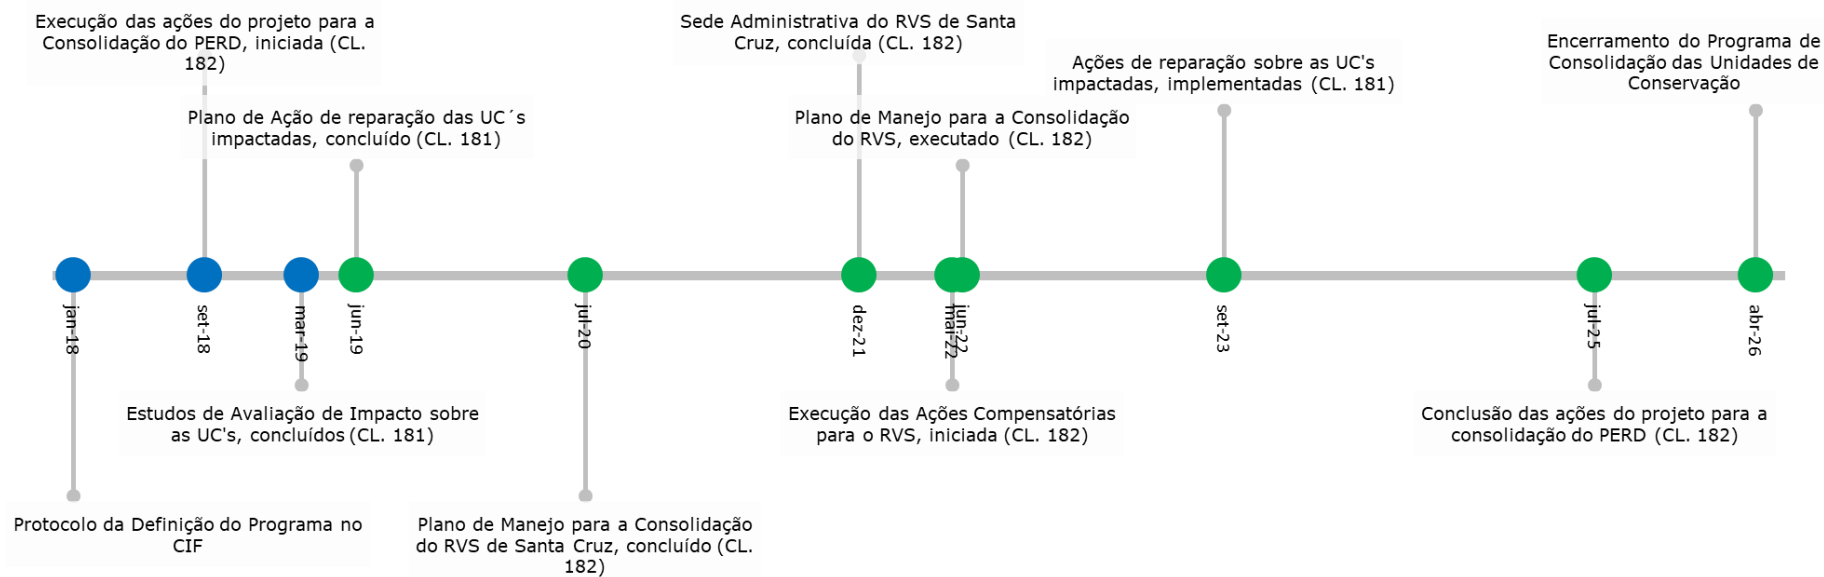 Execução das ações do projeto para a
Consolidação do PERD, iniciada (CL.
182)
Sede Administrativa do RVS de Santa
Cruz, concluída (CL. 182)
Encerramento do Programa de
Consolidação das Unidades de
Conservação
Ações de reparação sobre as UC's
impactadas, implementadas (CL. 181)
Plano de Ação de reparação das UC´s
impactadas, concluído (CL. 181)
Plano de Manejo para a Consolidação
do RVS, executado (CL. 182)
jan-18
set-18
mar-19
jun-19
jul-20
dez-21
mai-22
jun-22
set-23
jul-25
abr-26
Estudos de Avaliação de Impacto sobre
as UC's, concluídos (CL. 181)
Execução das Ações Compensatórias
para o RVS, iniciada (CL. 182)
Conclusão das ações do projeto para a
consolidação do PERD (CL. 182)
Protocolo da Definição do Programa no
CIF
Plano de Manejo para a Consolidação
do RVS de Santa Cruz, concluído (CL.
182)